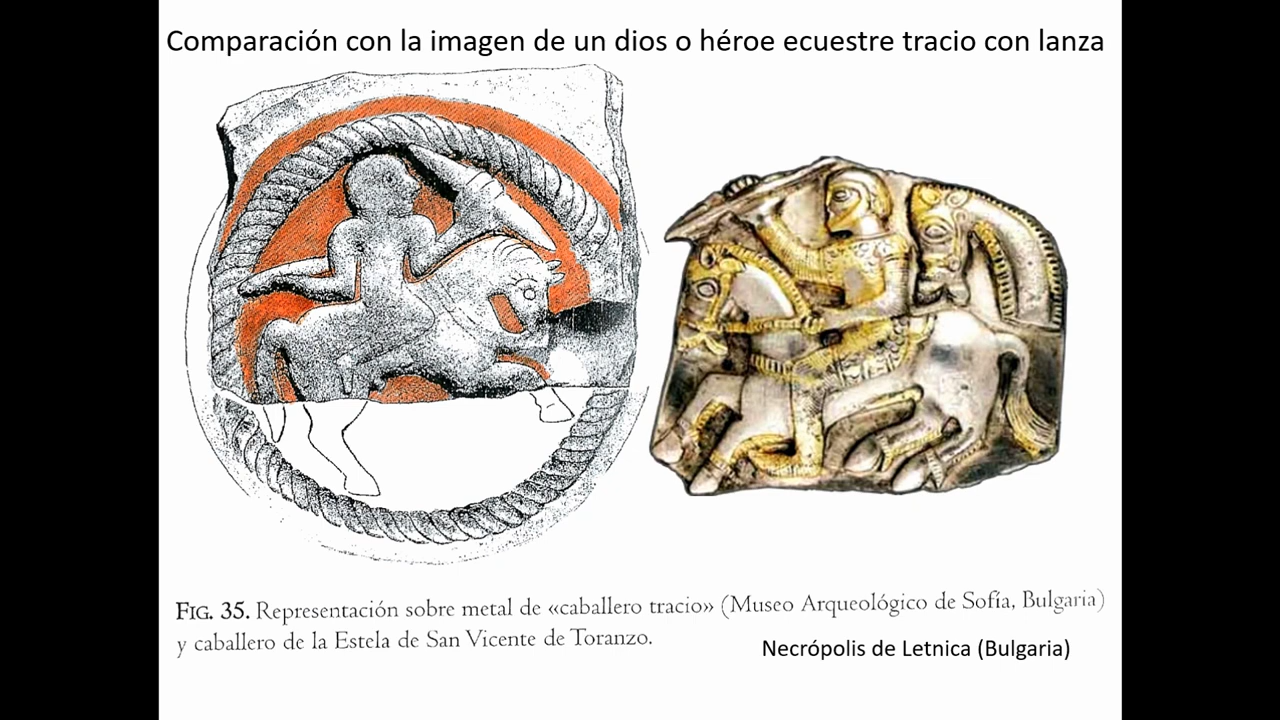 Comparación con la imagen de un dios o héroe ecuestre tracio con lanza
FIG. 35. Representación sobre metal de «caballero tracio» (Museo Arqueológico de Sofía, Bulgaria)
y caballero de la Estela de San Vicente de Toranzo.
Necrópolis de Letnica (Bulgaria)